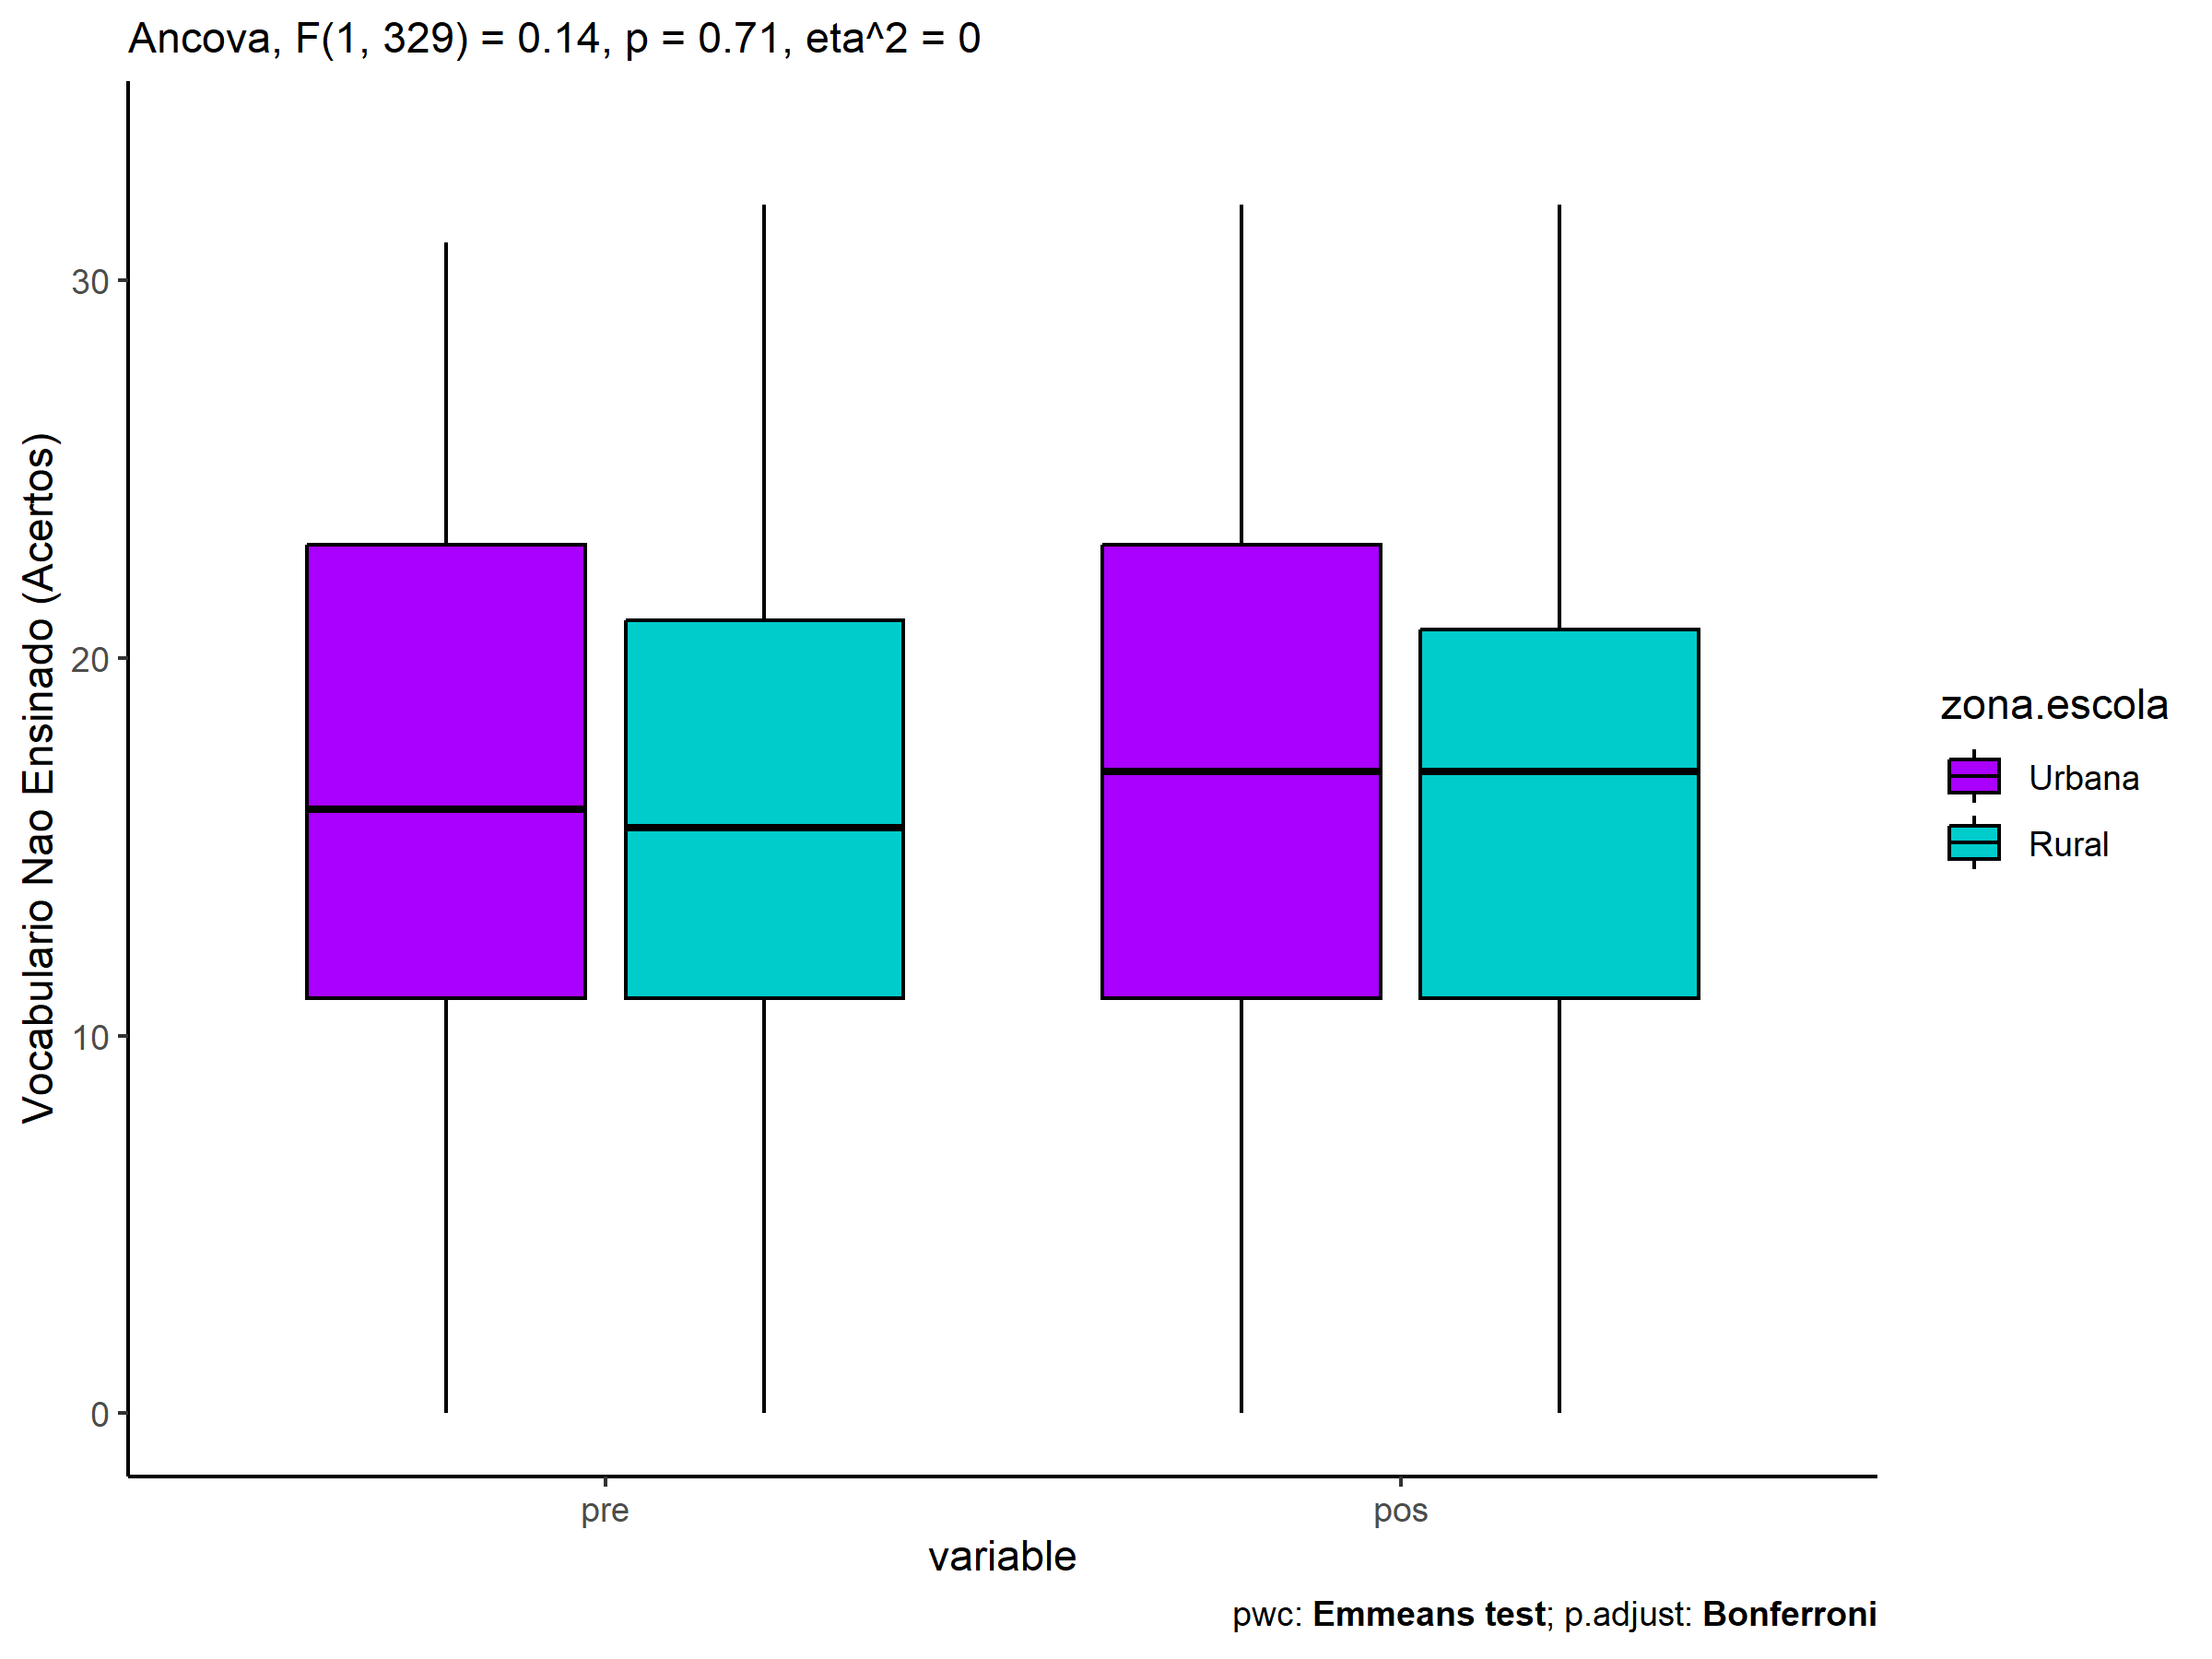 Ancova, F(1, 329) = 0.14, p = 0.71, eta^2 = 0
Vocabulario Nao Ensinado (Acertos)
30
20
10
0
pre
pos
variable
zona.escola
Urbana
Rural
pwc: Emmeans test; p.adjust: Bonferroni